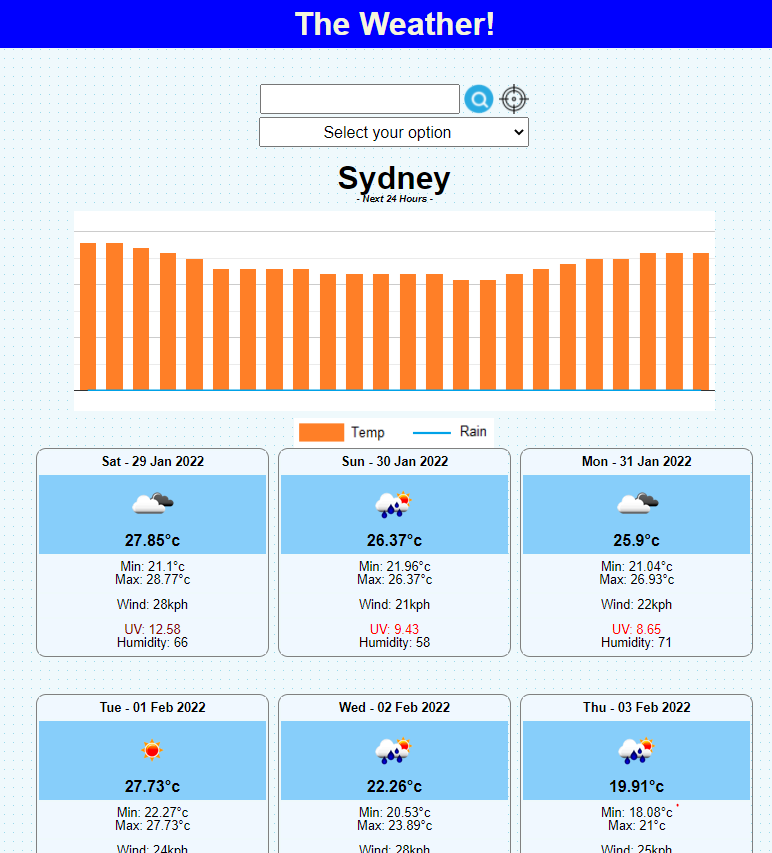 The Weather!
Select your option
Sydney
- Next 24 Hours -
Temp Rain
Sat - 29 Jan 2022
27.85°c
Min: 21.1°c
Max: 28.77°c
Wind: 28kph
UV: 12.58
Humidity: 66
Sun - 30 Jan 2022
26.37°c
Min: 21.96°c
Max: 26.37°c
Wind: 21kph
UV: 9.43
Humidity: 58
Mon - 31 Jan 2022
25.9°c
Min: 21.04°c
Max: 26.93°c
Wind: 22kph
UV: 8.65
Humidity: 71
Tue - 01 Feb 2022
27.73°c
Min: 22.27°c
Max: 27.73°c
Wind: 24kph
Wed - 02 Feb 2022
22.26°c
Min: 20.53°c
Max: 23.89°c
Wind: 28kph
Thu - 03 Feb 2022
19.91°c
Min: 18.08°c
Max: 21°c
Wind: 25kph